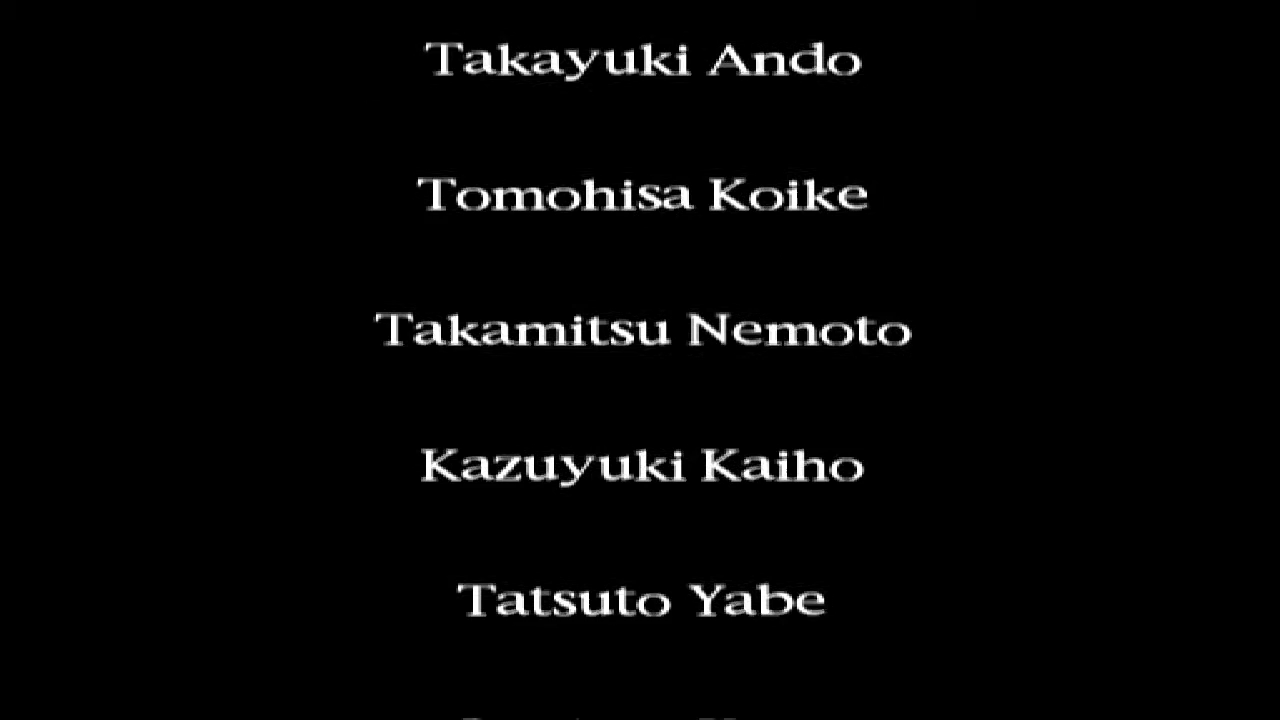 Takayuki Ando
Tomohisa Koike
Takamitsu Nemoto
Kazuyuki Kaiho
Tatsuto Yabe